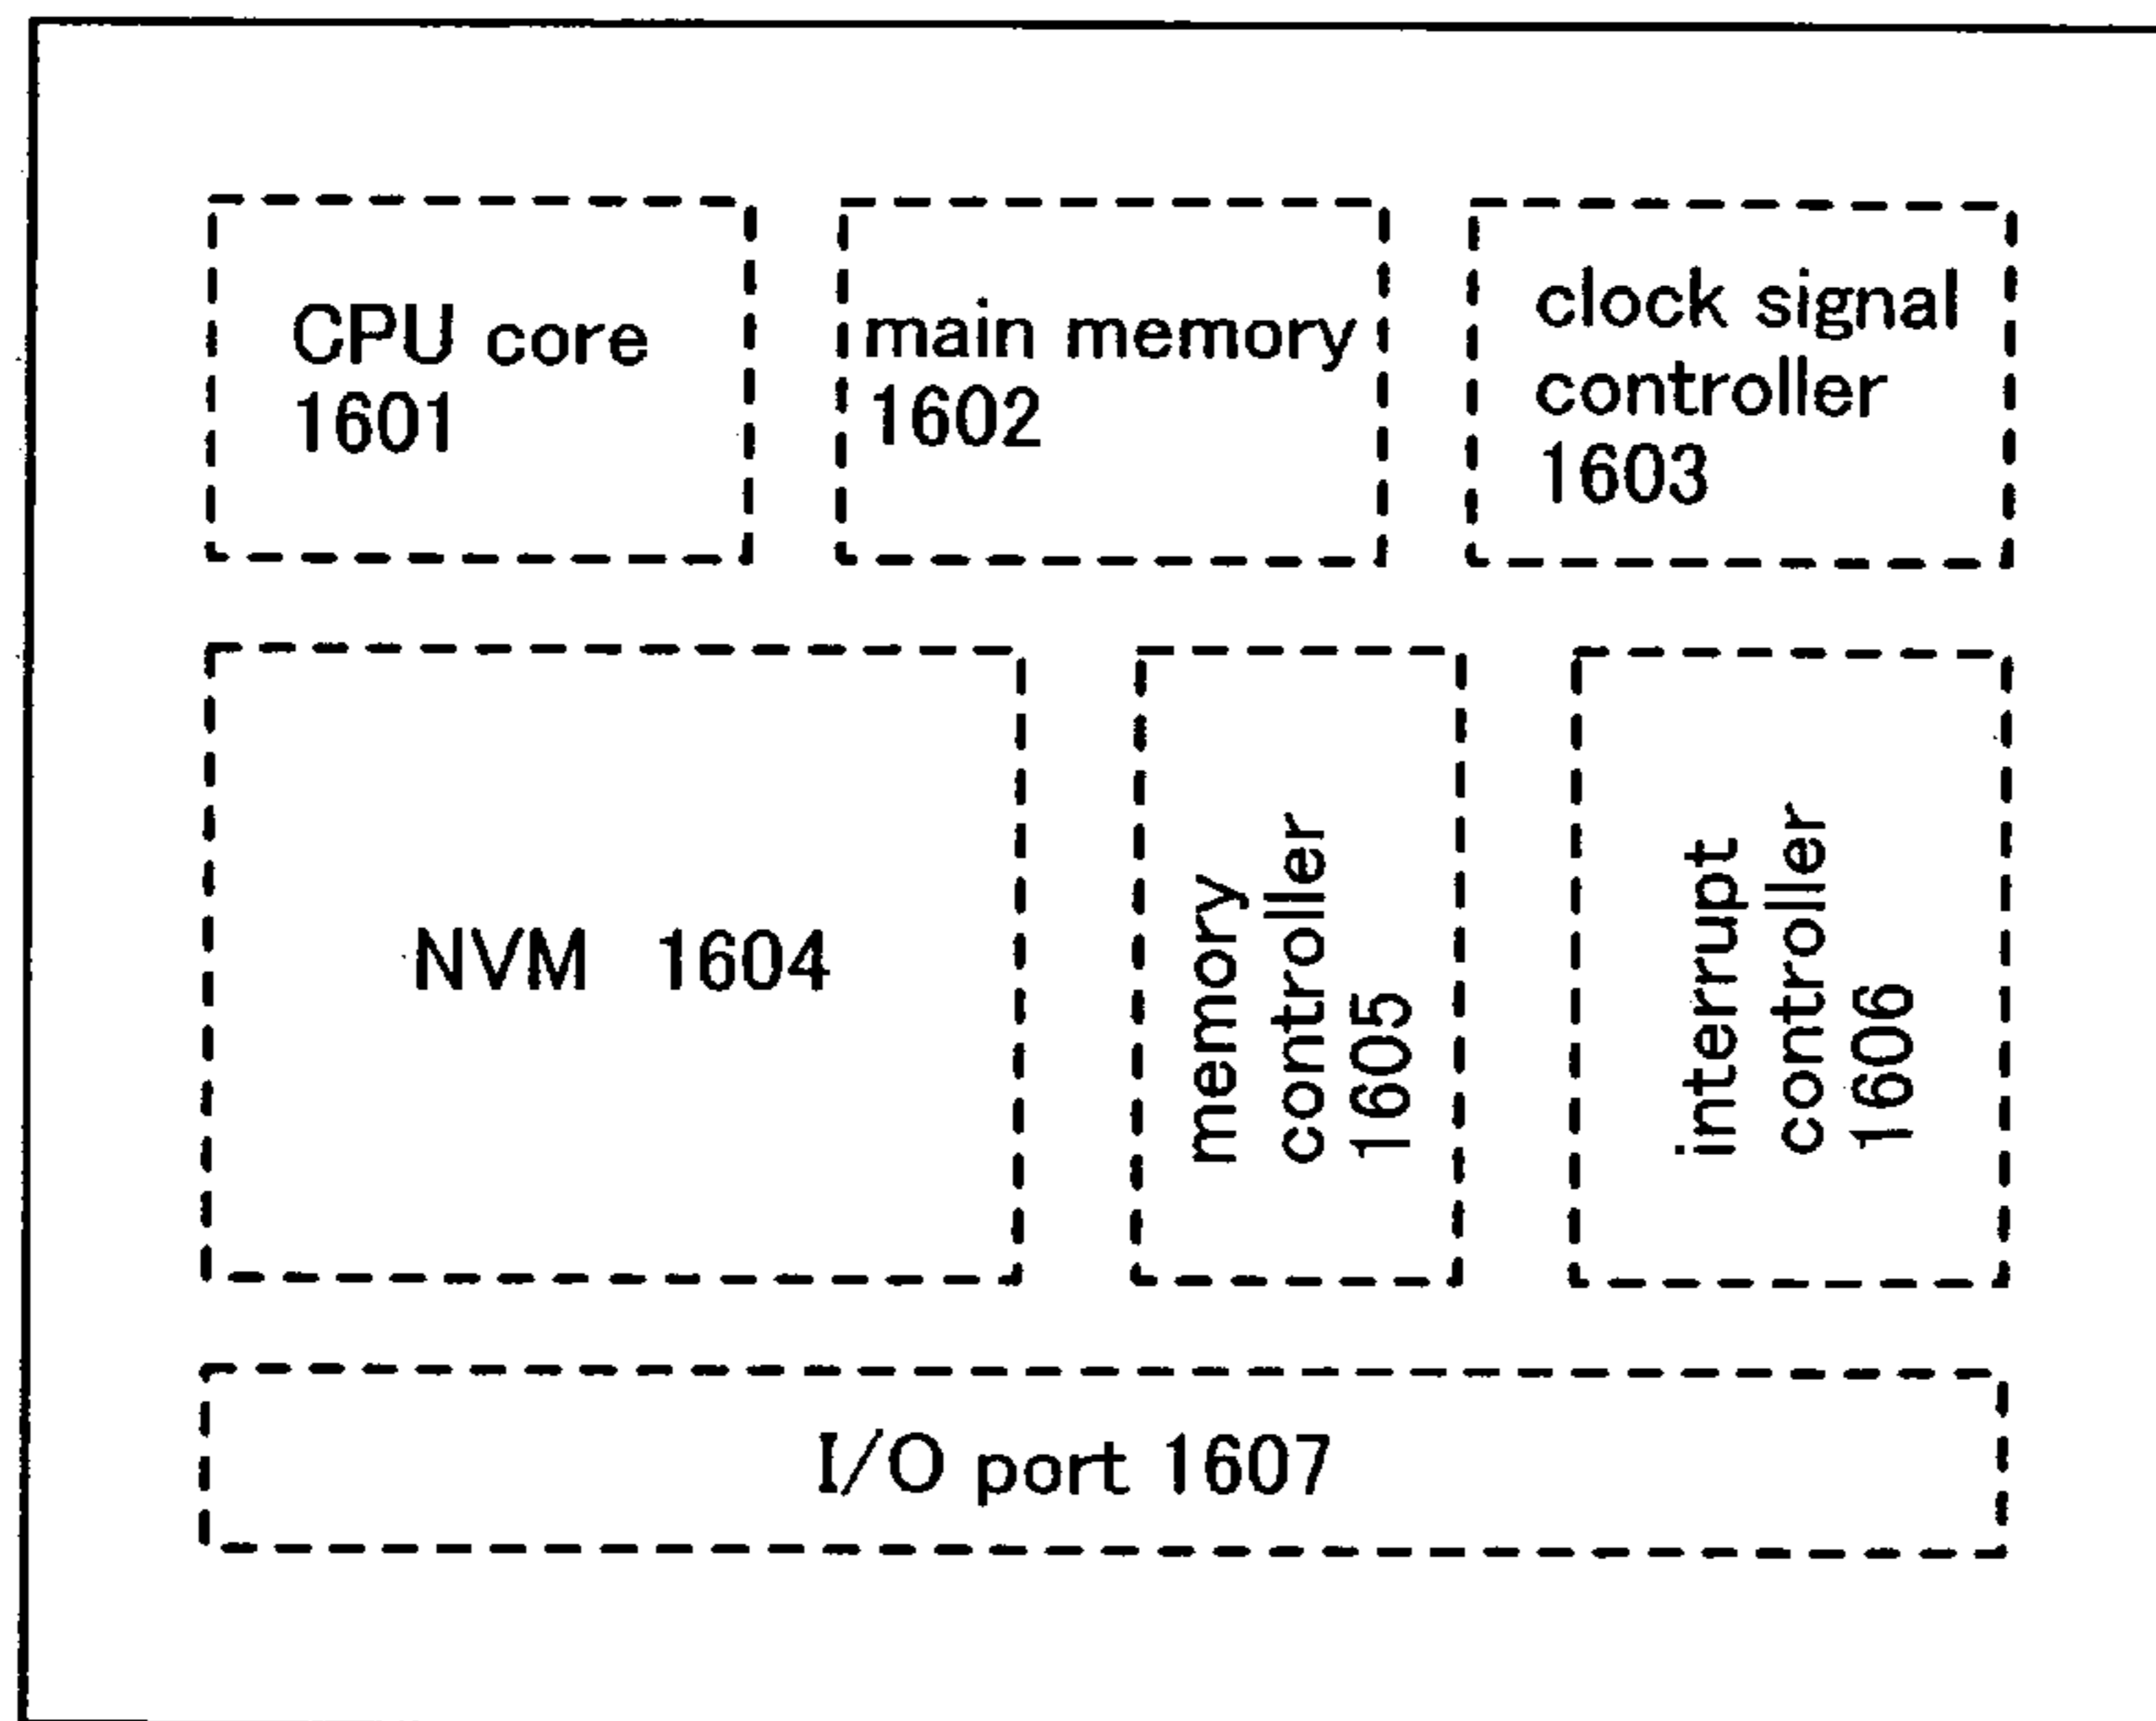 CPU core
1601
main memory
1602
clock signal
controller
1603
NVM 1604
memory
controller
1605
interrupt
controller
1606
I/O port 1607